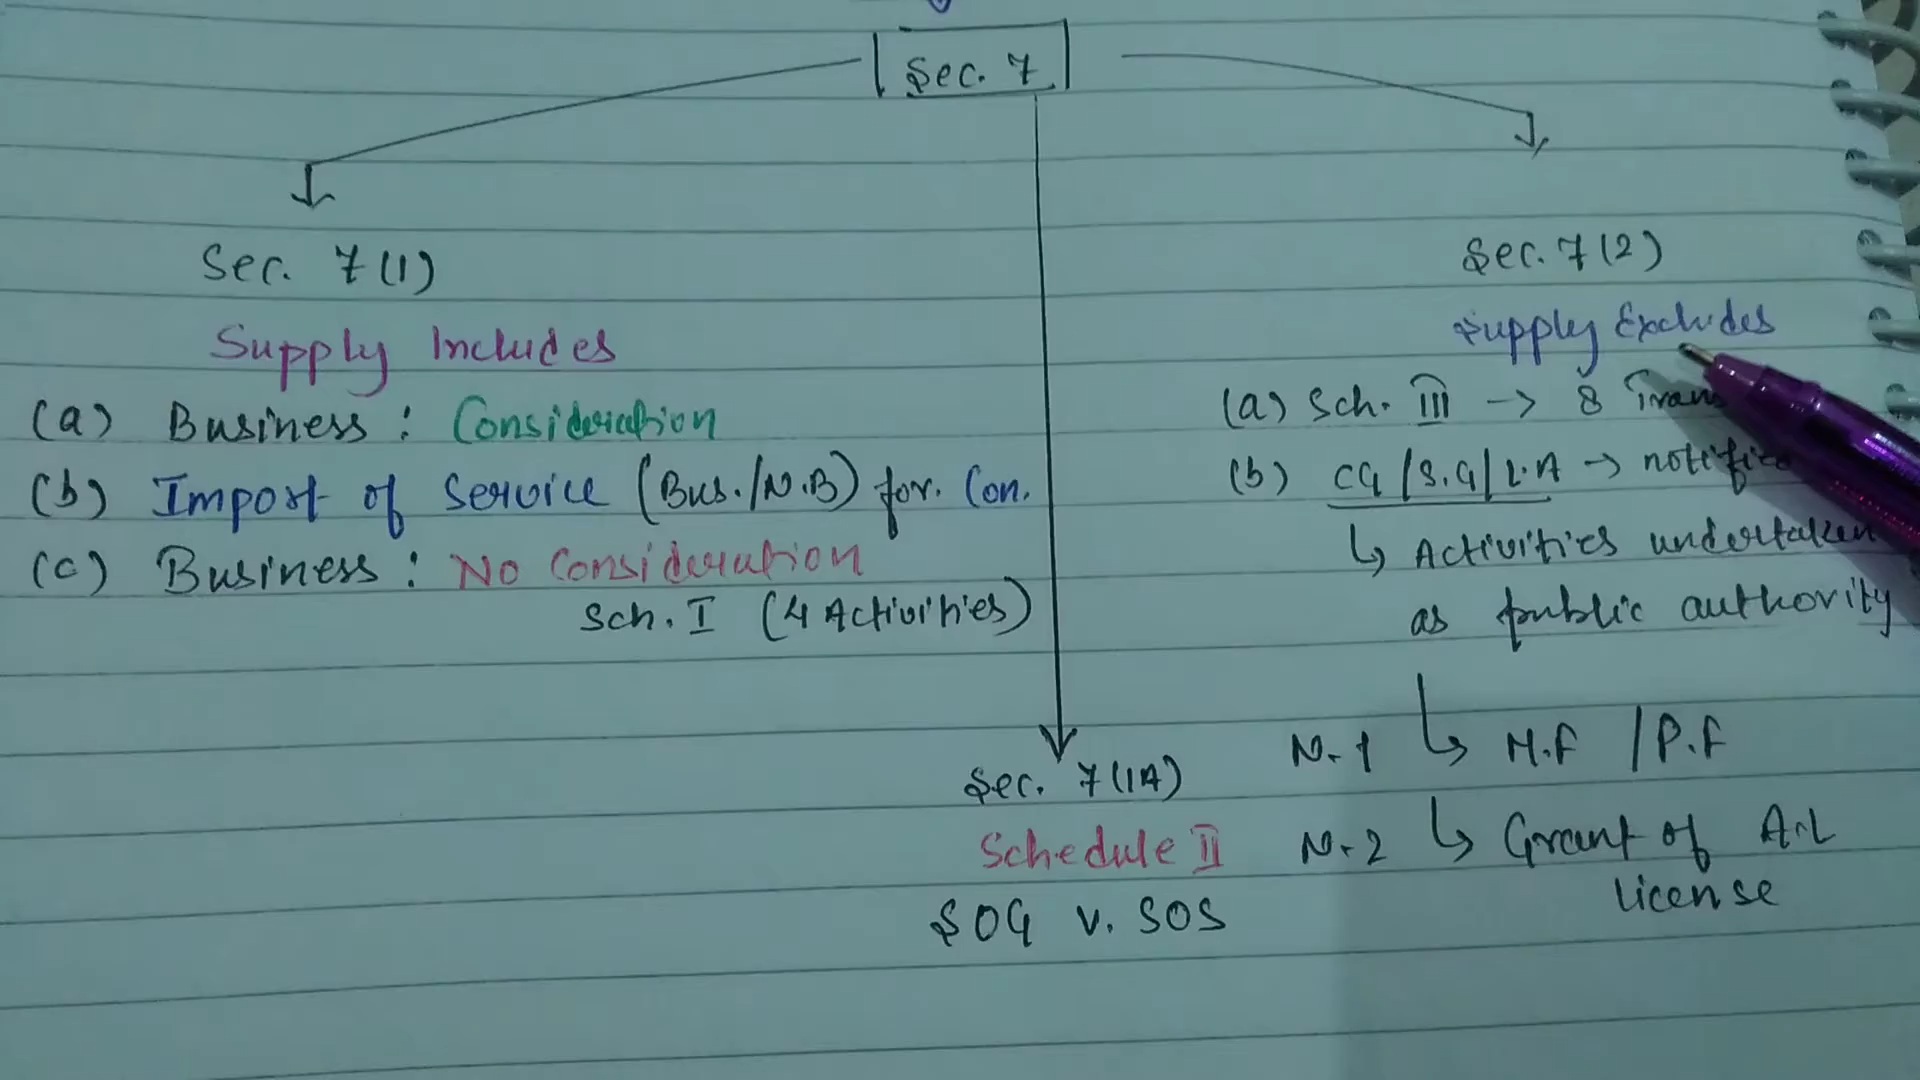 Sec. 7
Sec. 7(1)
Supply Includes
(a) Business : Consideration
(b) Import of Service (Bus./N.B) for. Con.
(c) Business : No Consideration
Sch. I (4 Activities)
Sec. 7(1A)
Schedule II
SOG v. SOS
Sec. 7(2)
Supply Excludes
(a) Sch. III -> 8
(b) CG/S.G/L.A ->
↳ Activities undertaken
as public authority
N.1 ↳ M.F / P.F
N.2 ↳ Grant of A.L
license